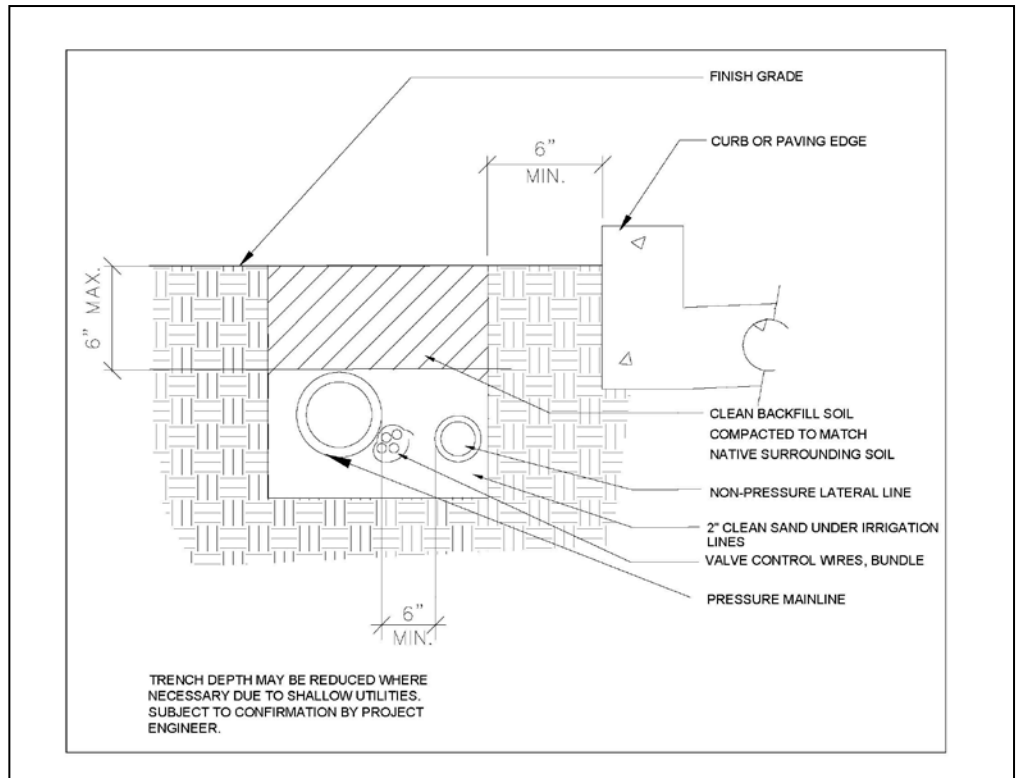 FINISH GRADE
CURB OR PAVING EDGE
6”
MIN.
6” MAX.
CLEAN BACKFILL SOIL
COMPACTED TO MATCH
NATIVE SURROUNDING SOIL
NON-PRESSURE LATERAL LINE
2” CLEAN SAND UNDER IRRIGATION
LINES
VALVE CONTROL WIRES, BUNDLE
PRESSURE MAINLINE
6”
MIN.
TRENCH DEPTH MAY BE REDUCED WHERE
NECESSARY DUE TO SHALLOW UTILITIES.
SUBJECT TO CONFIRMATION BY PROJECT
ENGINEER.